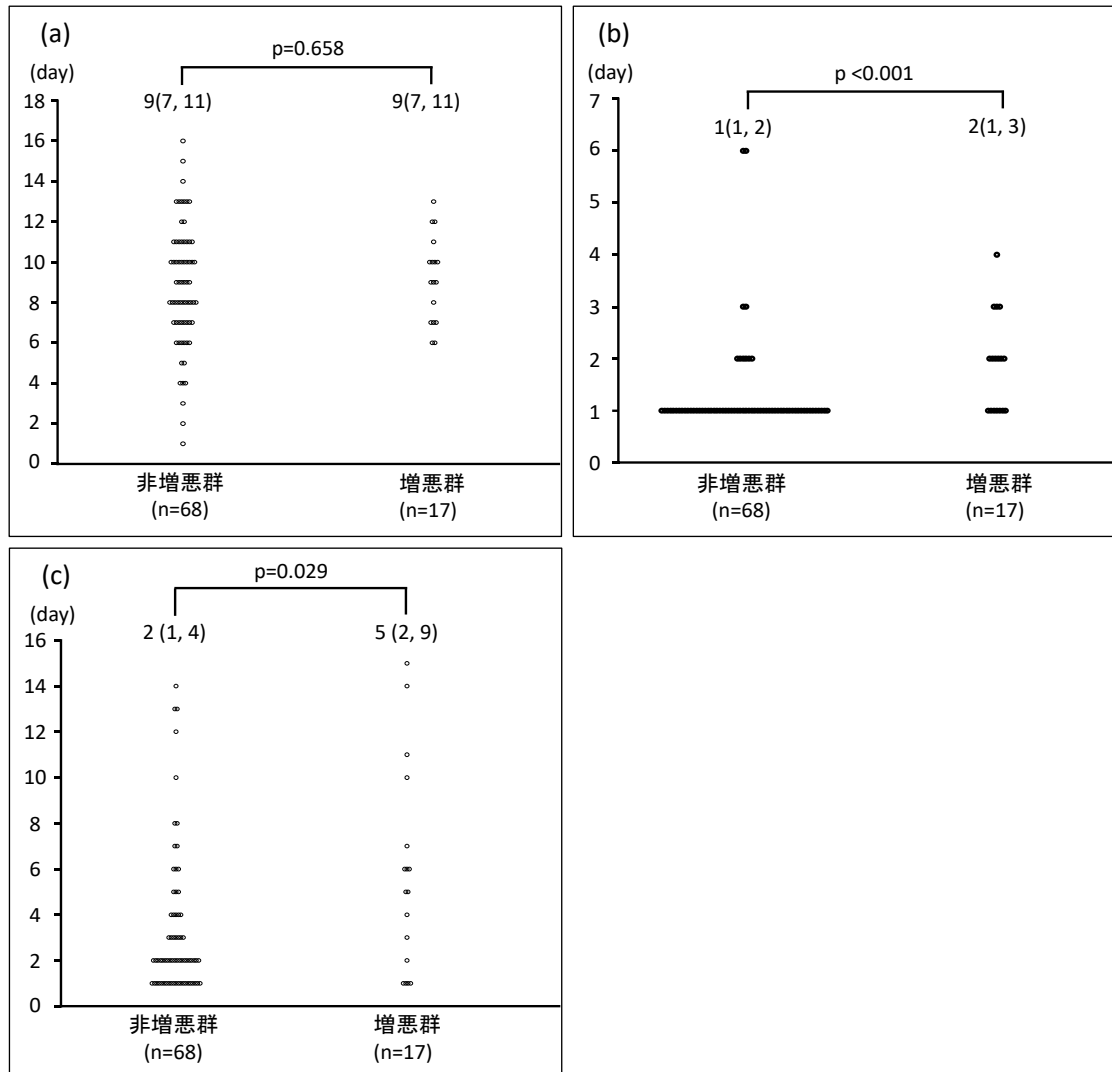 (a)
p=0.658
(day)
9(7, 11) 9(7, 11)
18
16
14
12
10
8
6
4
2
0
非増悪群 増悪群
(n=68) (n=17)
(b)
p <0.001
(day)
1(1, 2) 2(1, 3)
7
6
5
4
3
2
1
0
非増悪群 増悪群
(n=68) (n=17)
(c)
p=0.029
(day)
2 (1, 4) 5 (2, 9)
16
14
12
10
8
6
4
2
0
非増悪群 増悪群
(n=68) (n=17)